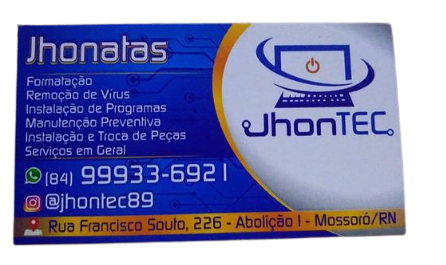 Jhonatas
Formatação
Remoção de Vírus
Instalação de Programas
Manutenção Preventiva
Instalação e Troca de Peças
Serviços em Geral
(84) 99933-6921
@jhontec89
Rua Francisco Souto, 226 - Abolição I - Mossoró/RN
JhonTEC